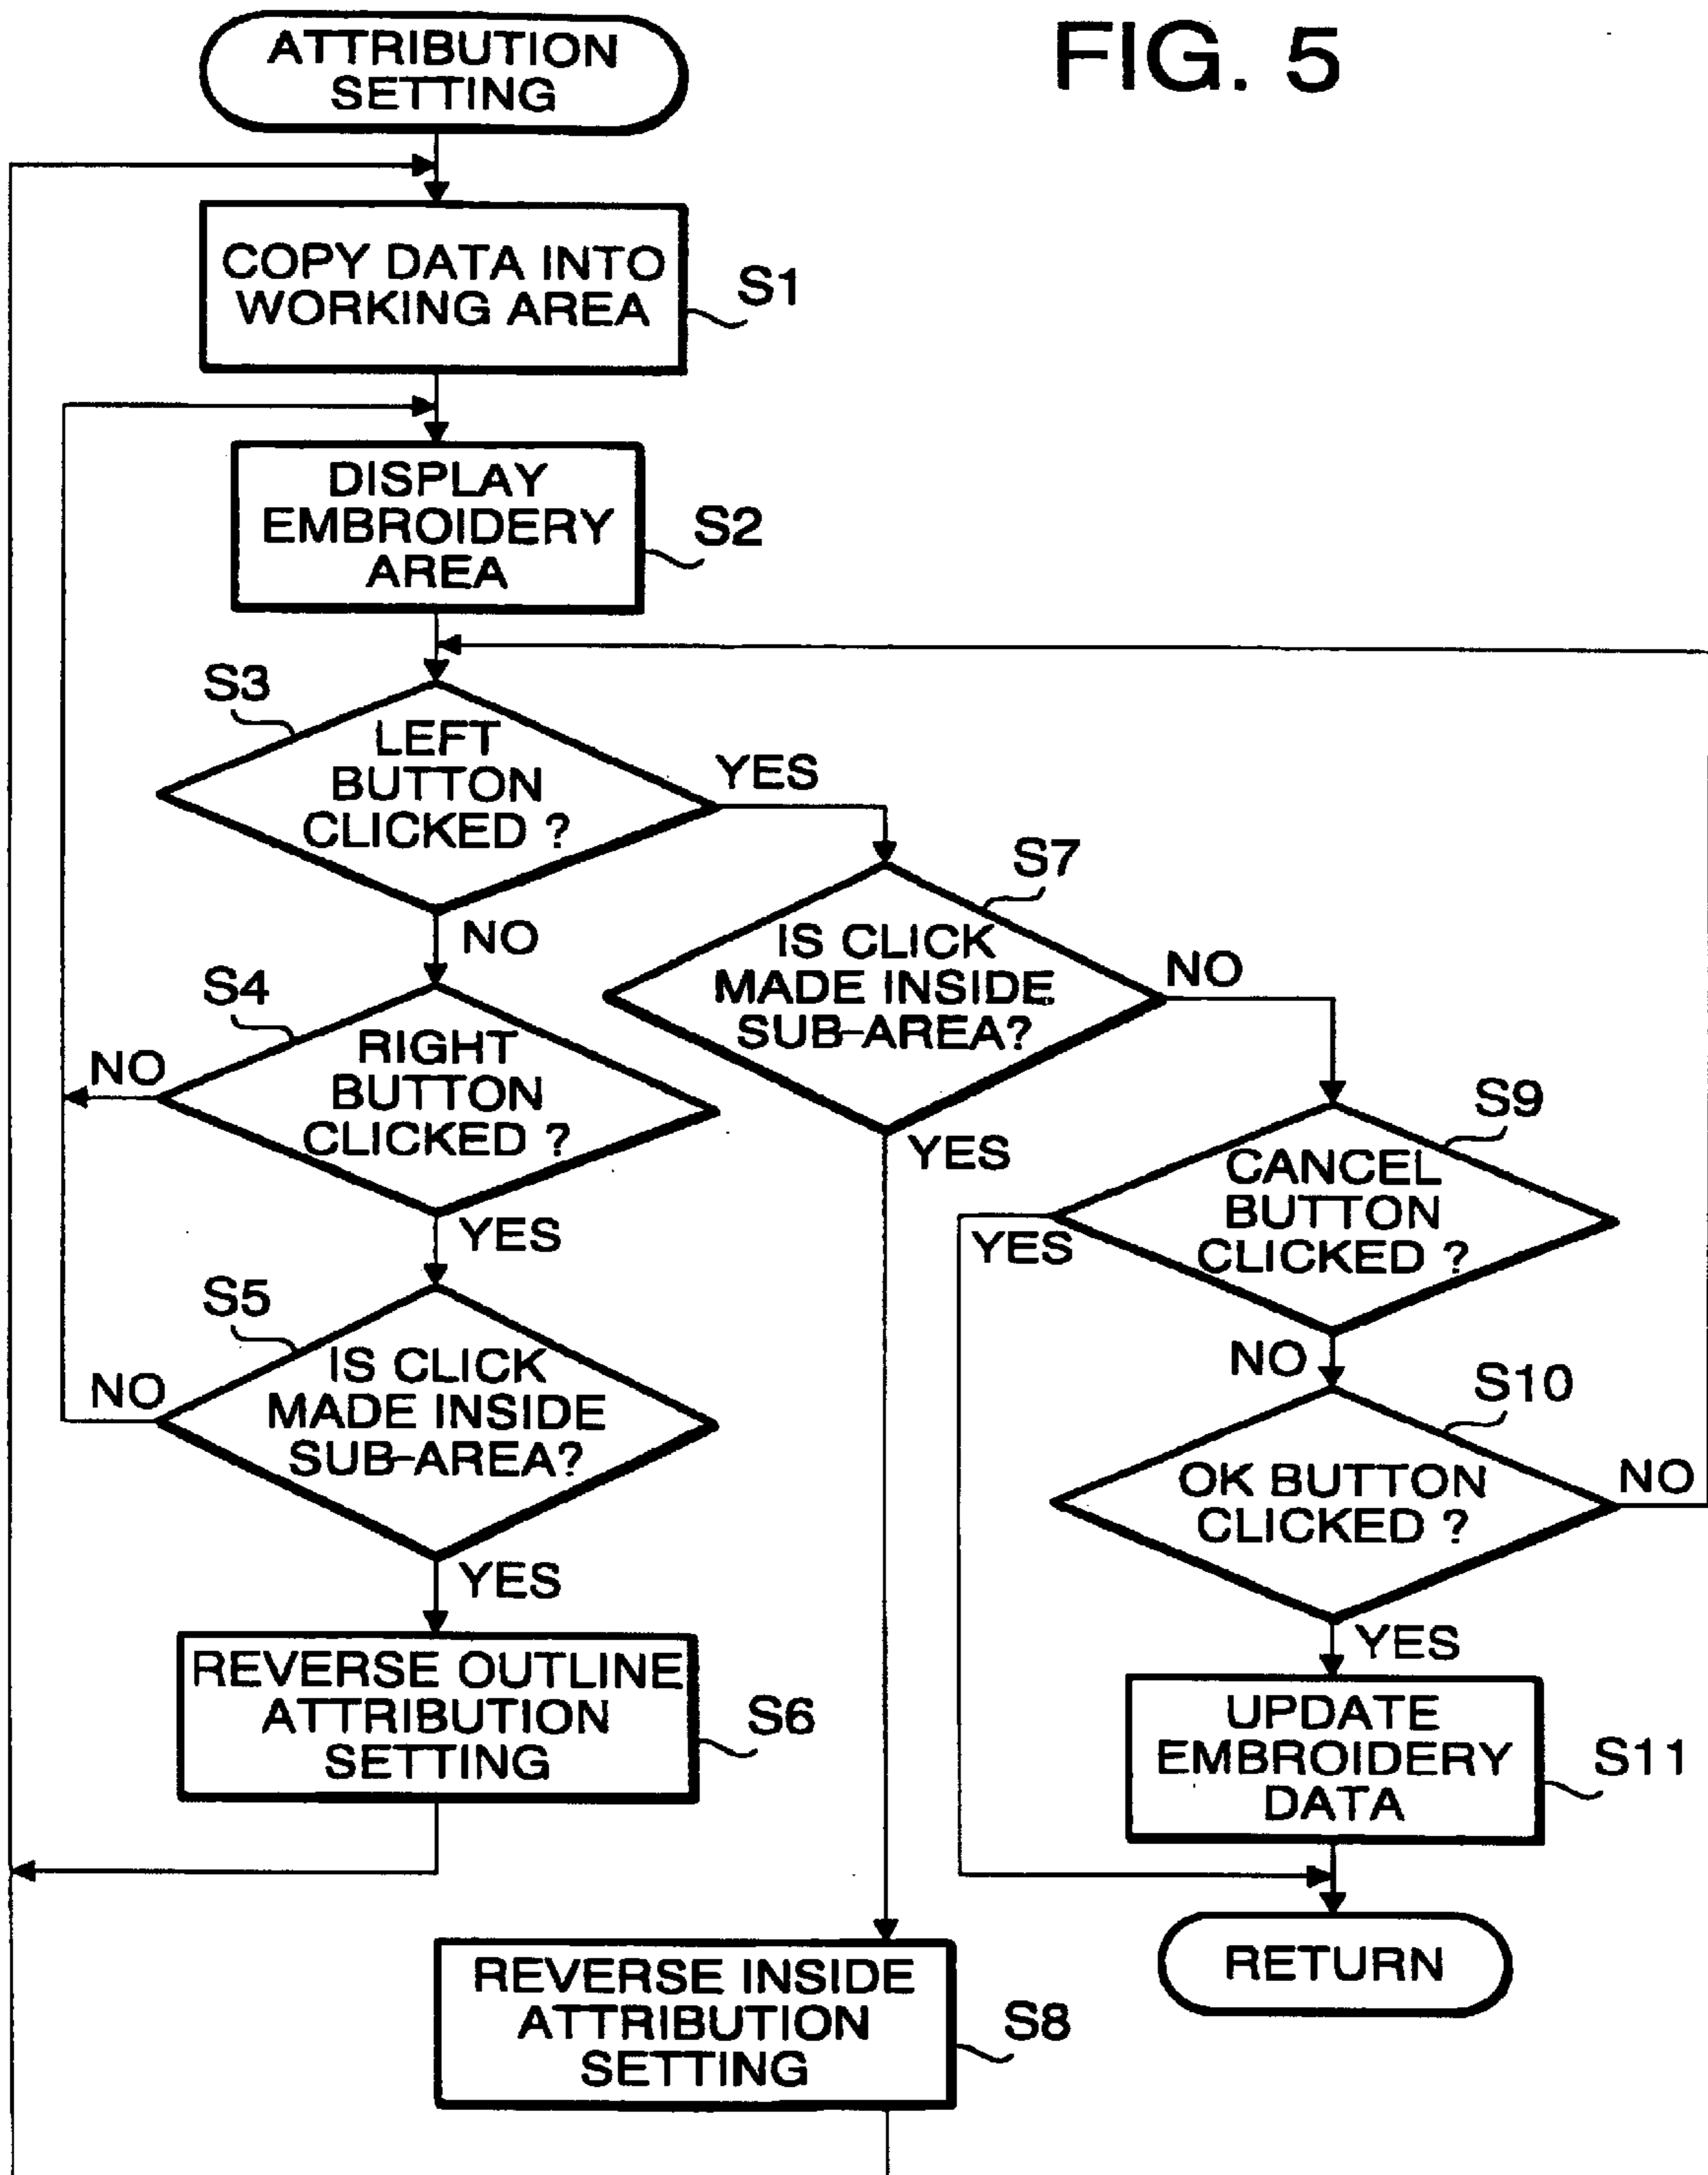 FIG. 5
ATTRIBUTION
SETTING
COPY DATA INTO
WORKING AREA
S1
DISPLAY
EMBROIDERY
AREA
S2
S3
LEFT
BUTTON
CLICKED ?
YES
NO
S4
RIGHT
BUTTON
CLICKED ?
NO
YES
S5
IS CLICK
MADE INSIDE
SUB-AREA?
NO
YES
REVERSE OUTLINE
ATTRIBUTION
SETTING
S6
S7
IS CLICK
MADE INSIDE
SUB-AREA?
NO
YES
REVERSE INSIDE
ATTRIBUTION
SETTING
S8
S9
CANCEL
BUTTON
CLICKED ?
YES
NO
S10
OK BUTTON
CLICKED ?
NO
YES
UPDATE
EMBROIDERY
DATA
S11
RETURN